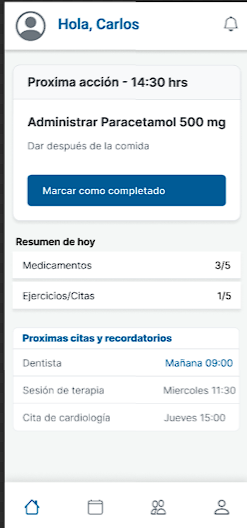 Hola, Carlos
Proxima acción - 14:30 hrs
Administrar Paracetamol 500 mg
Dar después de la comida
Marcar como completado
Resumen de hoy
Medicamentos 3/5
Ejercicios/Citas 1/5
Proximas citas y recordatorios
Dentista Mañana 09:00
Sesión de terapia Miercoles 11:30
Cita de cardiología Jueves 15:00